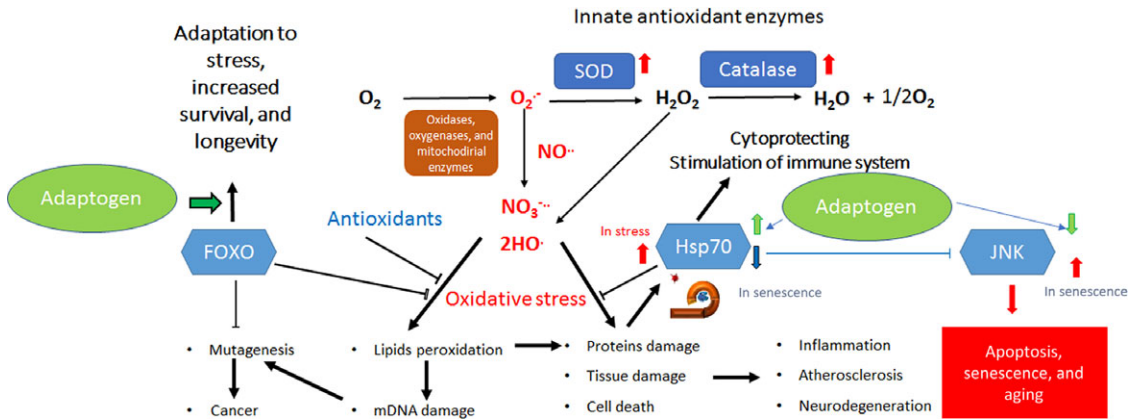 Innate antioxidant enzymes
Adaptation to
stress,
increased
survival, and
longevity
SOD
Catalase
O₂
O₂·-
H₂O₂
H₂O + 1/2O₂
Oxidases,
oxygenases, and
mitochodirial
enzymes
NO··
Cytoprotecting
Stimulation of immune system
Adaptogen
Adaptogen
Antioxidants
NO₃-··
2HO·
In stress
FOXO
Hsp70
JNK
Oxidative stress
In senescence
In senescence
• Mutagenesis
• Cancer
• Lipids peroxidation
• mDNA damage
• Proteins damage
• Tissue damage
• Cell death
• Inflammation
• Atherosclerosis
• Neurodegeneration
Apoptosis,
senescence, and
aging